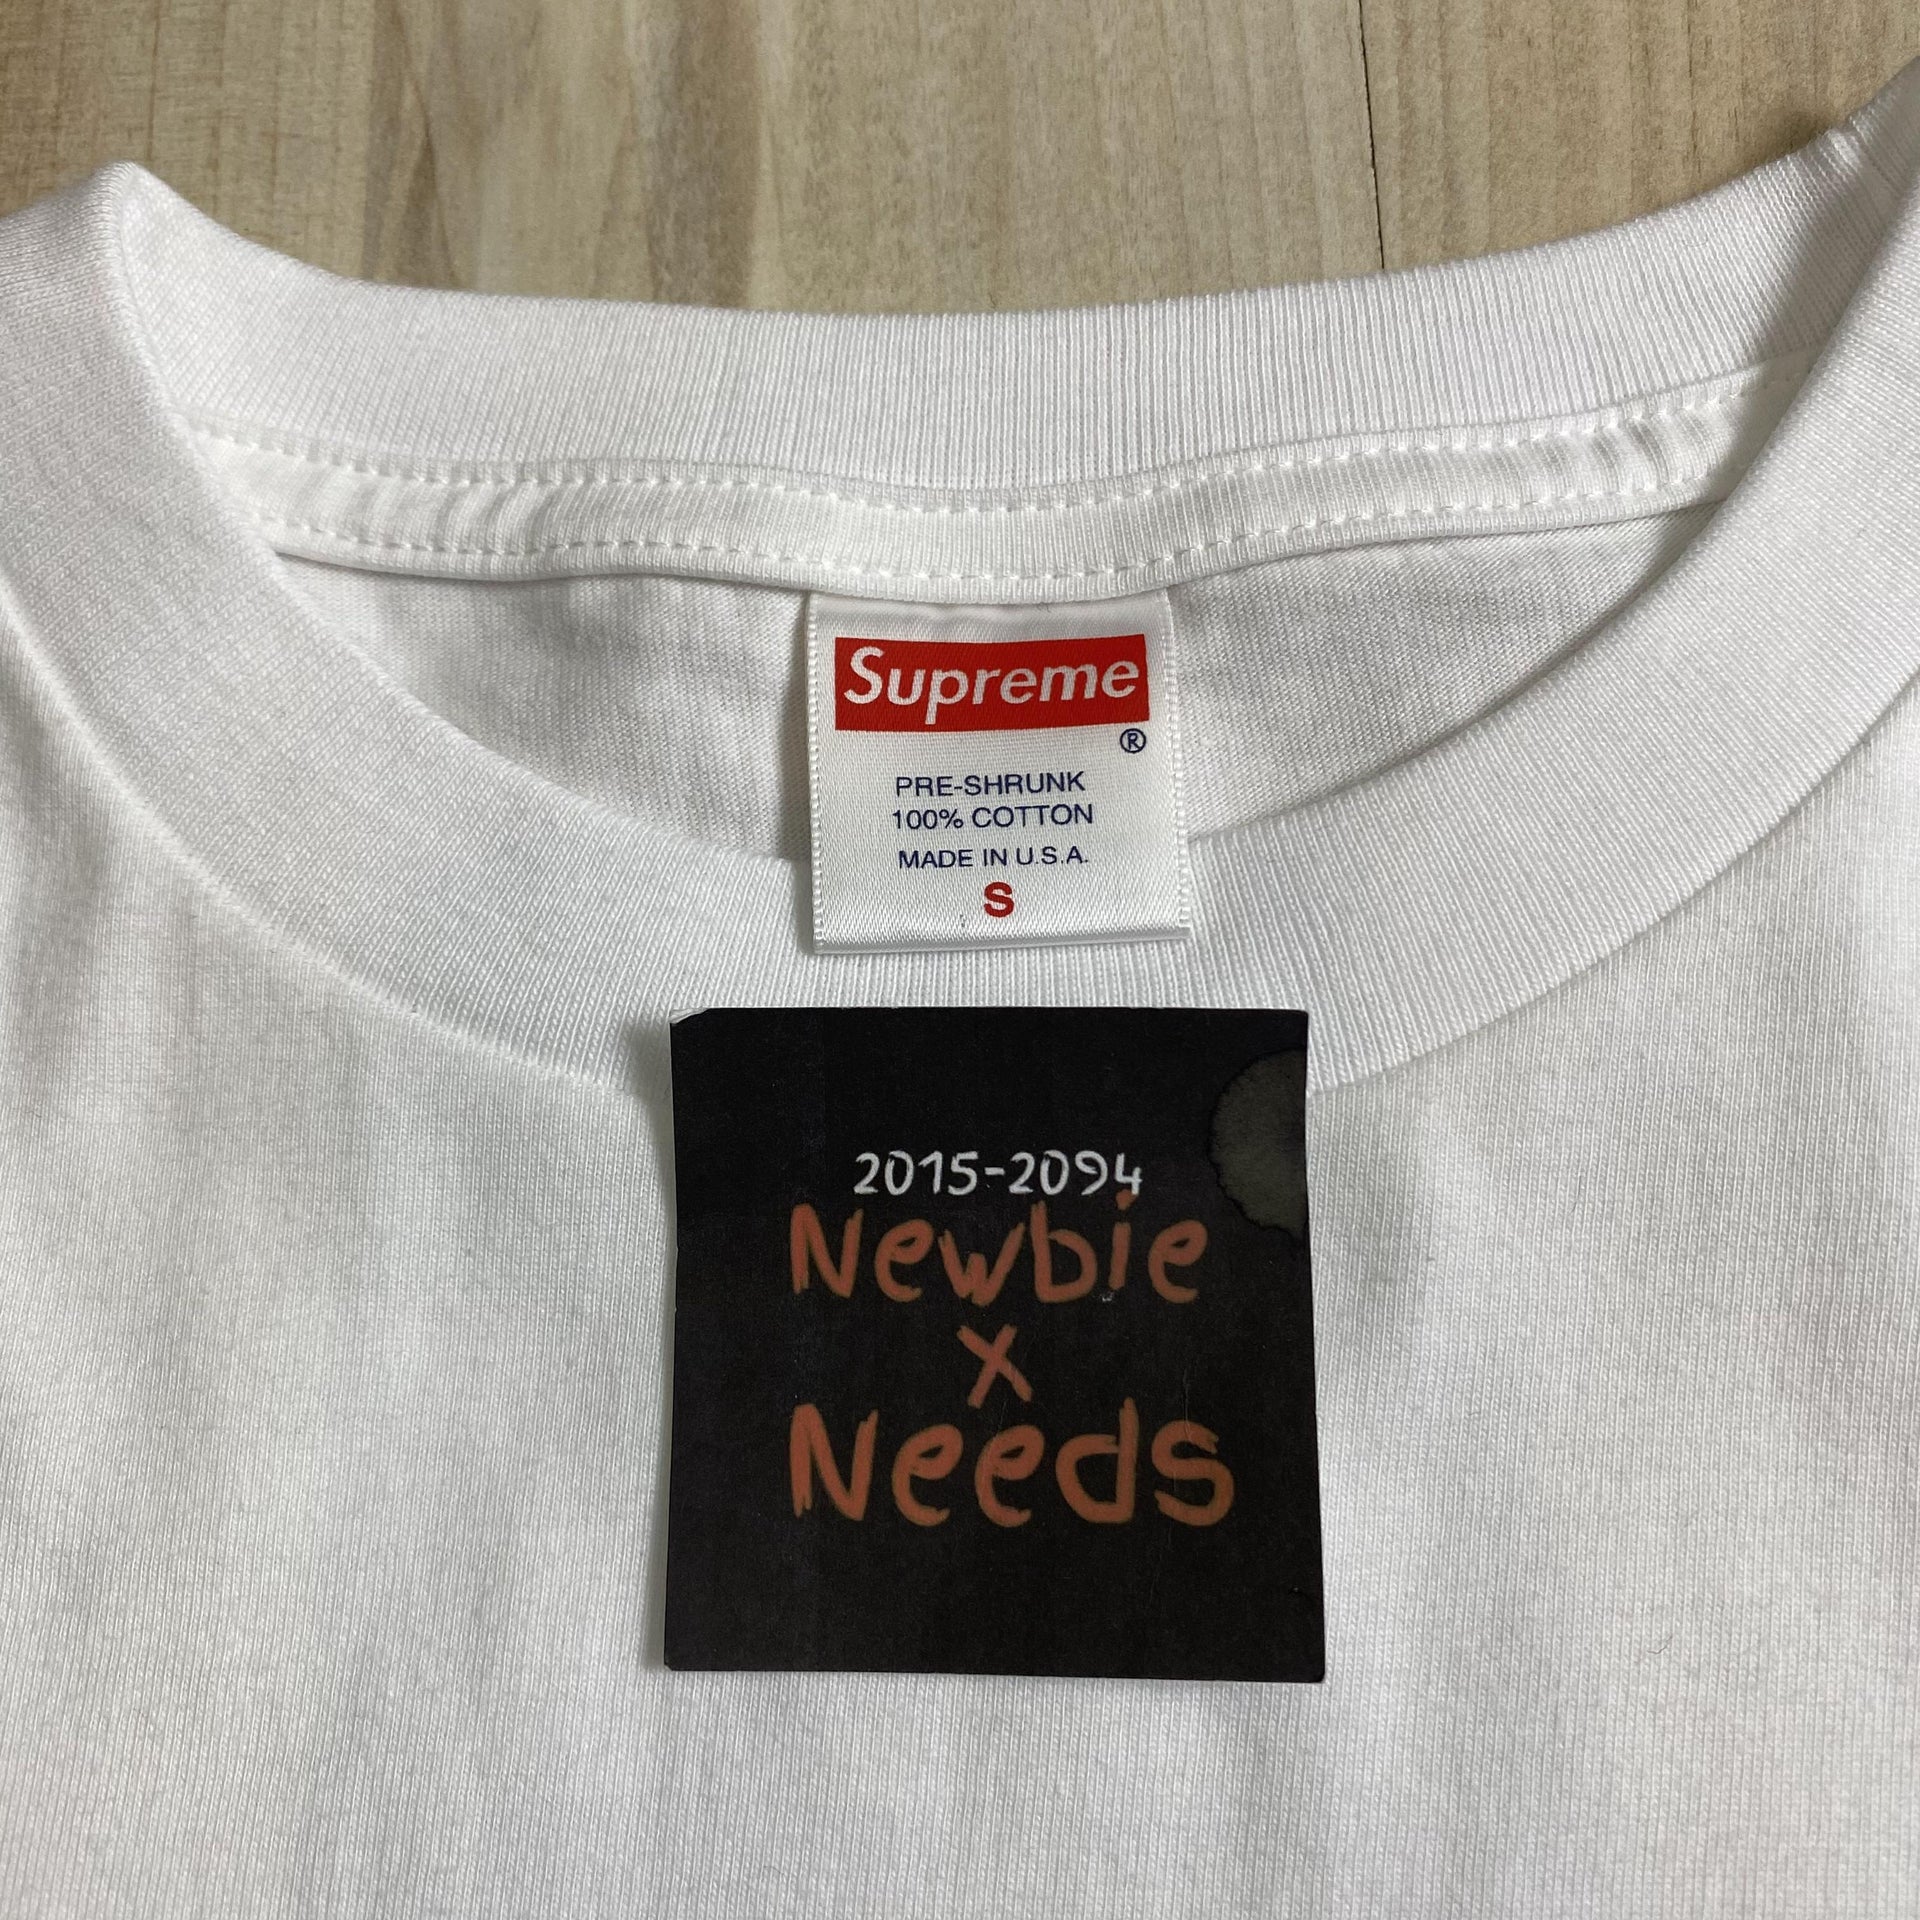 Supreme
®
PRE-SHRUNK
100% COTTON
MADE IN U.S.A.
S
2015-2094
Newbie
x
Needs